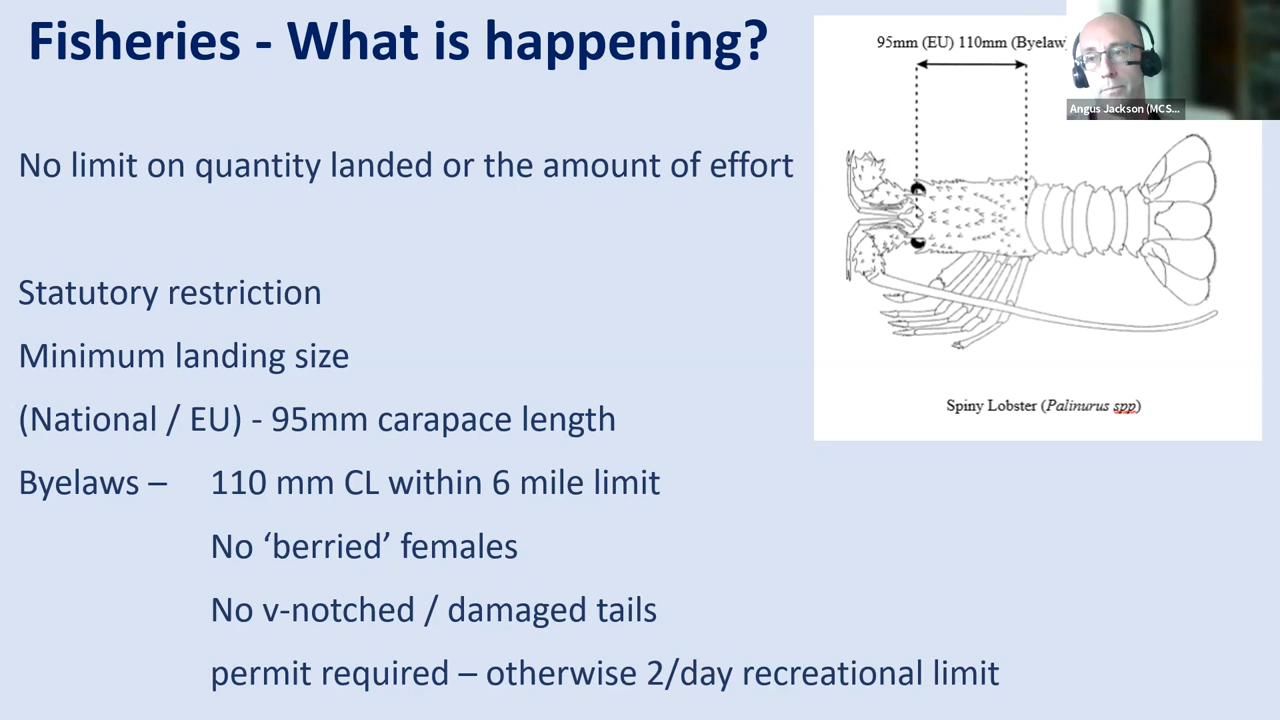 Fisheries - What is happening?
95mm (EU) 110mm (Byelaw
Angus Jackson (MCS...
No limit on quantity landed or the amount of effort
Statutory restriction
Minimum landing size
(National / EU) - 95mm carapace length
Spiny Lobster (Palinurus spp)
Byelaws – 110 mm CL within 6 mile limit
No ‘berried’ females
No v-notched / damaged tails
permit required – otherwise 2/day recreational limit